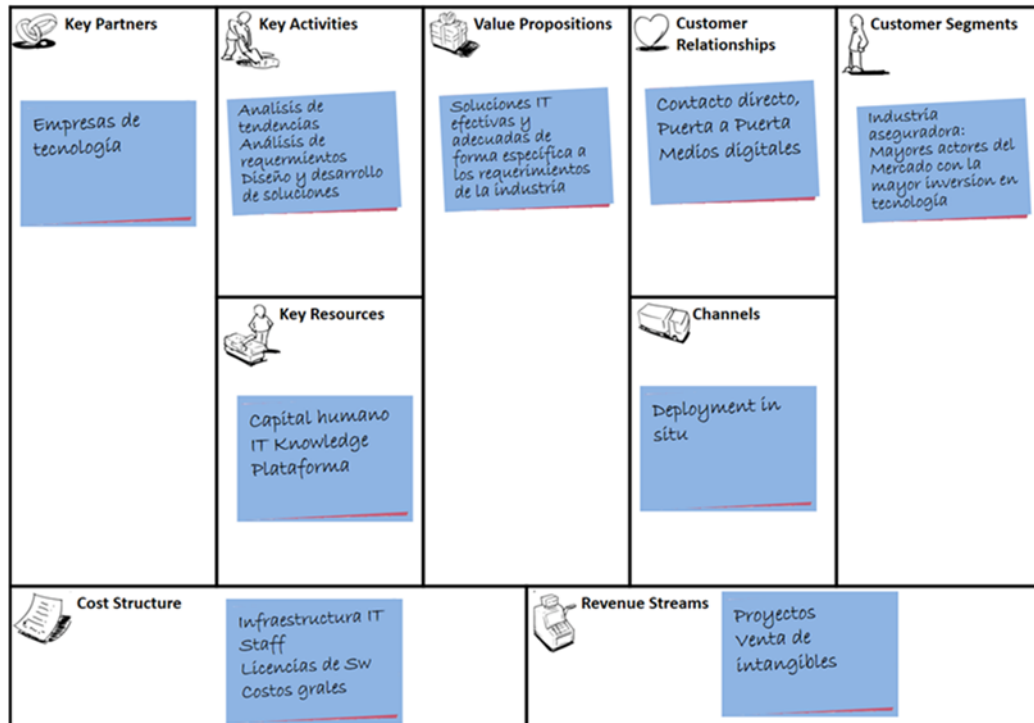 Key Partners
Empresas de
tecnología
Key Activities
Analisis de
tendencias
Análisis de
requermientos
Diseño y desarrollo
de soluciones
Key Resources
Capital humano
IT Knowledge
Plataforma
Value Propositions
Soluciones IT
efectivas y
adecuadas de
forma específica a
los requerimientos
de la industria
Customer
Relationships
Contacto directo,
Puerta a Puerta
Medios digitales
Channels
Deployment in
situ
Customer Segments
Industria
aseguradora:
Mayores actores del
Mercado con la
mayor inversion en
tecnología
Cost Structure
Infraestructura IT
Staff
Licencias de Sw
Costos grales
Revenue Streams
Proyectos
Venta de
intangibles